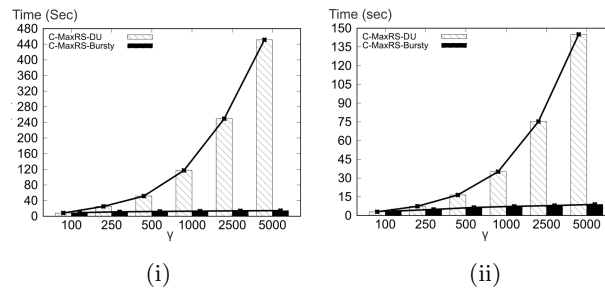 Time (Sec)
480
440
400
360
320
280
240
200
160
120
80
40
0
C-MaxRS-DU
C-MaxRS-Bursty
100 250 500 1000 2500 5000
γ
(i)
Time (sec)
150
135
120
105
90
75
60
45
30
15
0
C-MaxRS-DU
C-MaxRS-Bursty
100 250 500 1000 2500 5000
γ
(ii)